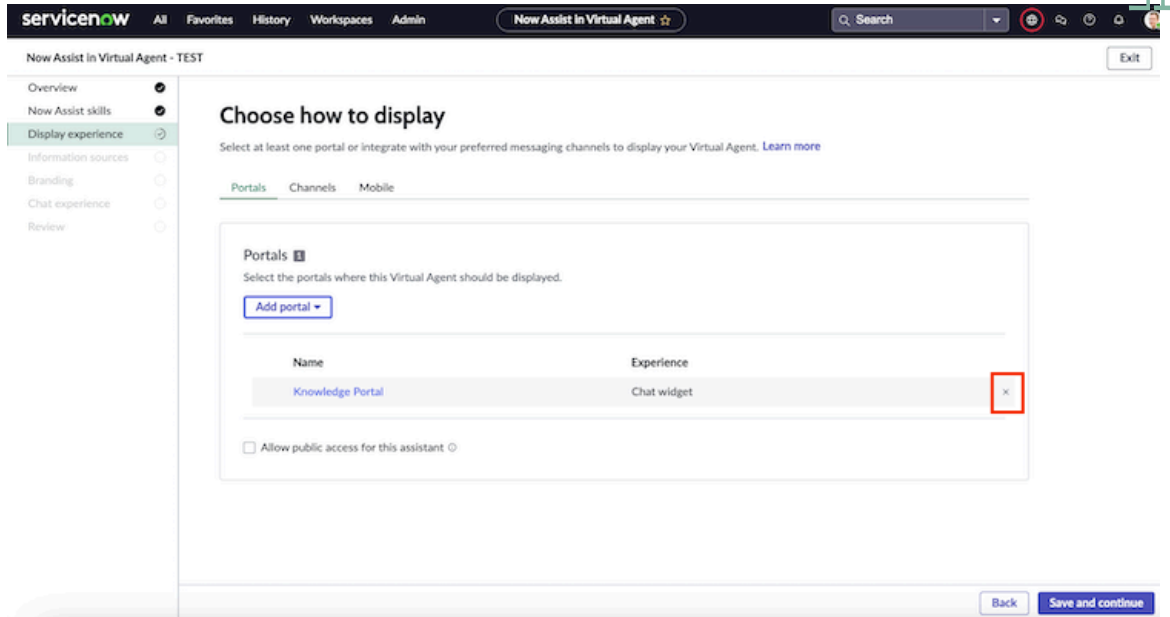 servicenow All Favorites History Workspaces Admin Now Assist in Virtual Agent Search
Now Assist in Virtual Agent - TEST Exit
Overview
Now Assist skills
Display experience
Information sources
Branding
Chat experience
Review
Choose how to display
Select at least one portal or integrate with your preferred messaging channels to display your Virtual Agent. Learn more
Portals Channels Mobile
Portals 1
Select the portals where this Virtual Agent should be displayed.
Add portal
Name Experience
Knowledge Portal Chat widget
Allow public access for this assistant
Back Save and continue